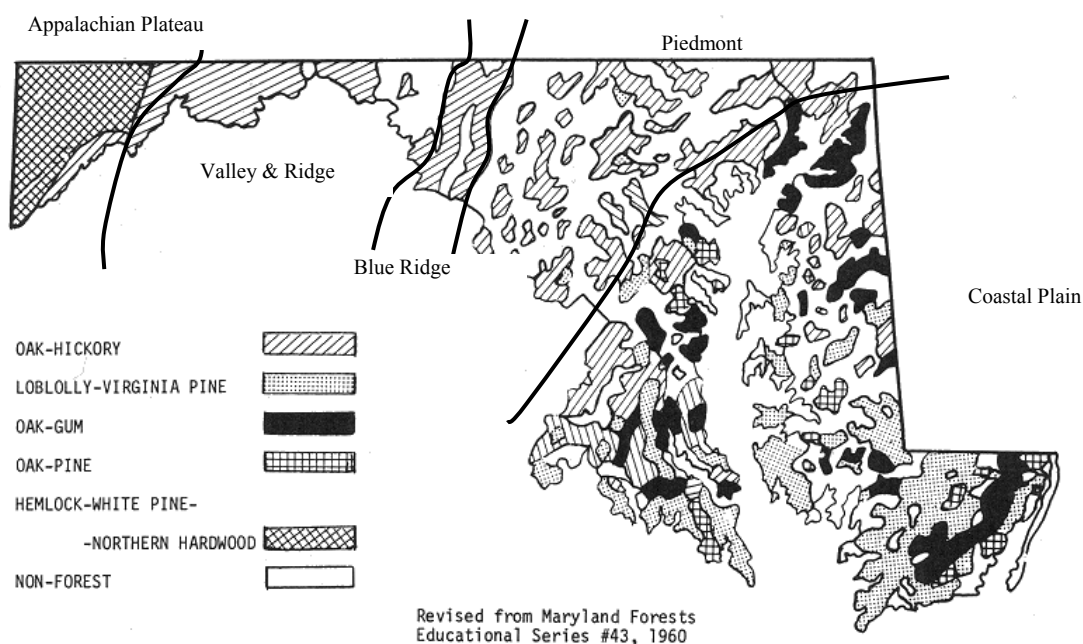 Appalachian Plateau
Piedmont
Valley & Ridge
Blue Ridge
Coastal Plain
OAK-HICKORY
LOBLOLLY-VIRGINIA PINE
OAK-GUM
OAK-PINE
HEMLOCK-WHITE PINE-
-NORTHERN HARDWOOD
NON-FOREST
Revised from Maryland Forests
Educational Series #43, 1960